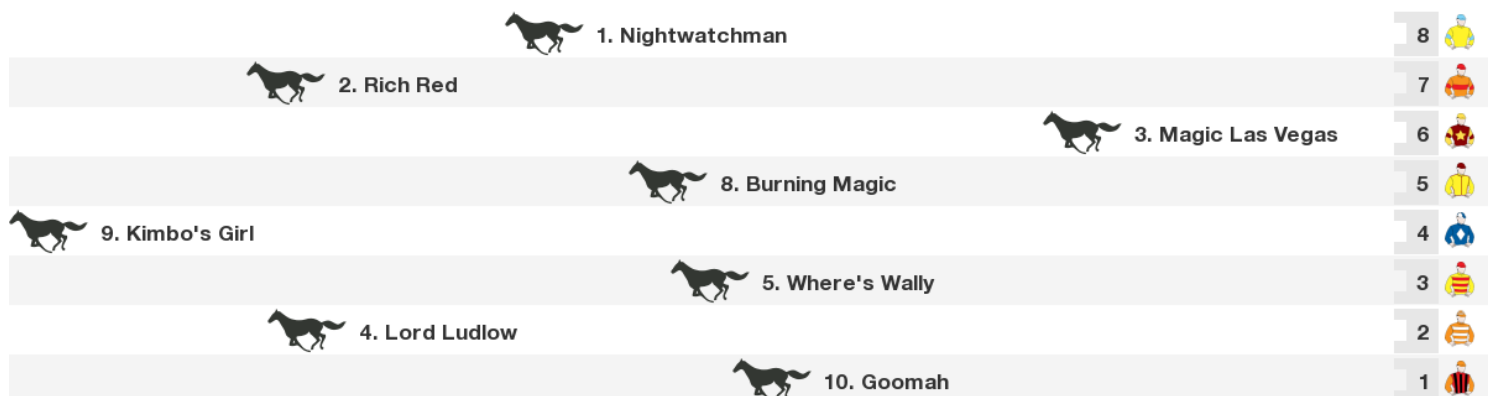 1. Nightwatchman 8
2. Rich Red 7
3. Magic Las Vegas 6
8. Burning Magic 5
9. Kimbo's Girl 4
5. Where's Wally 3
4. Lord Ludlow 2
10. Goomah 1